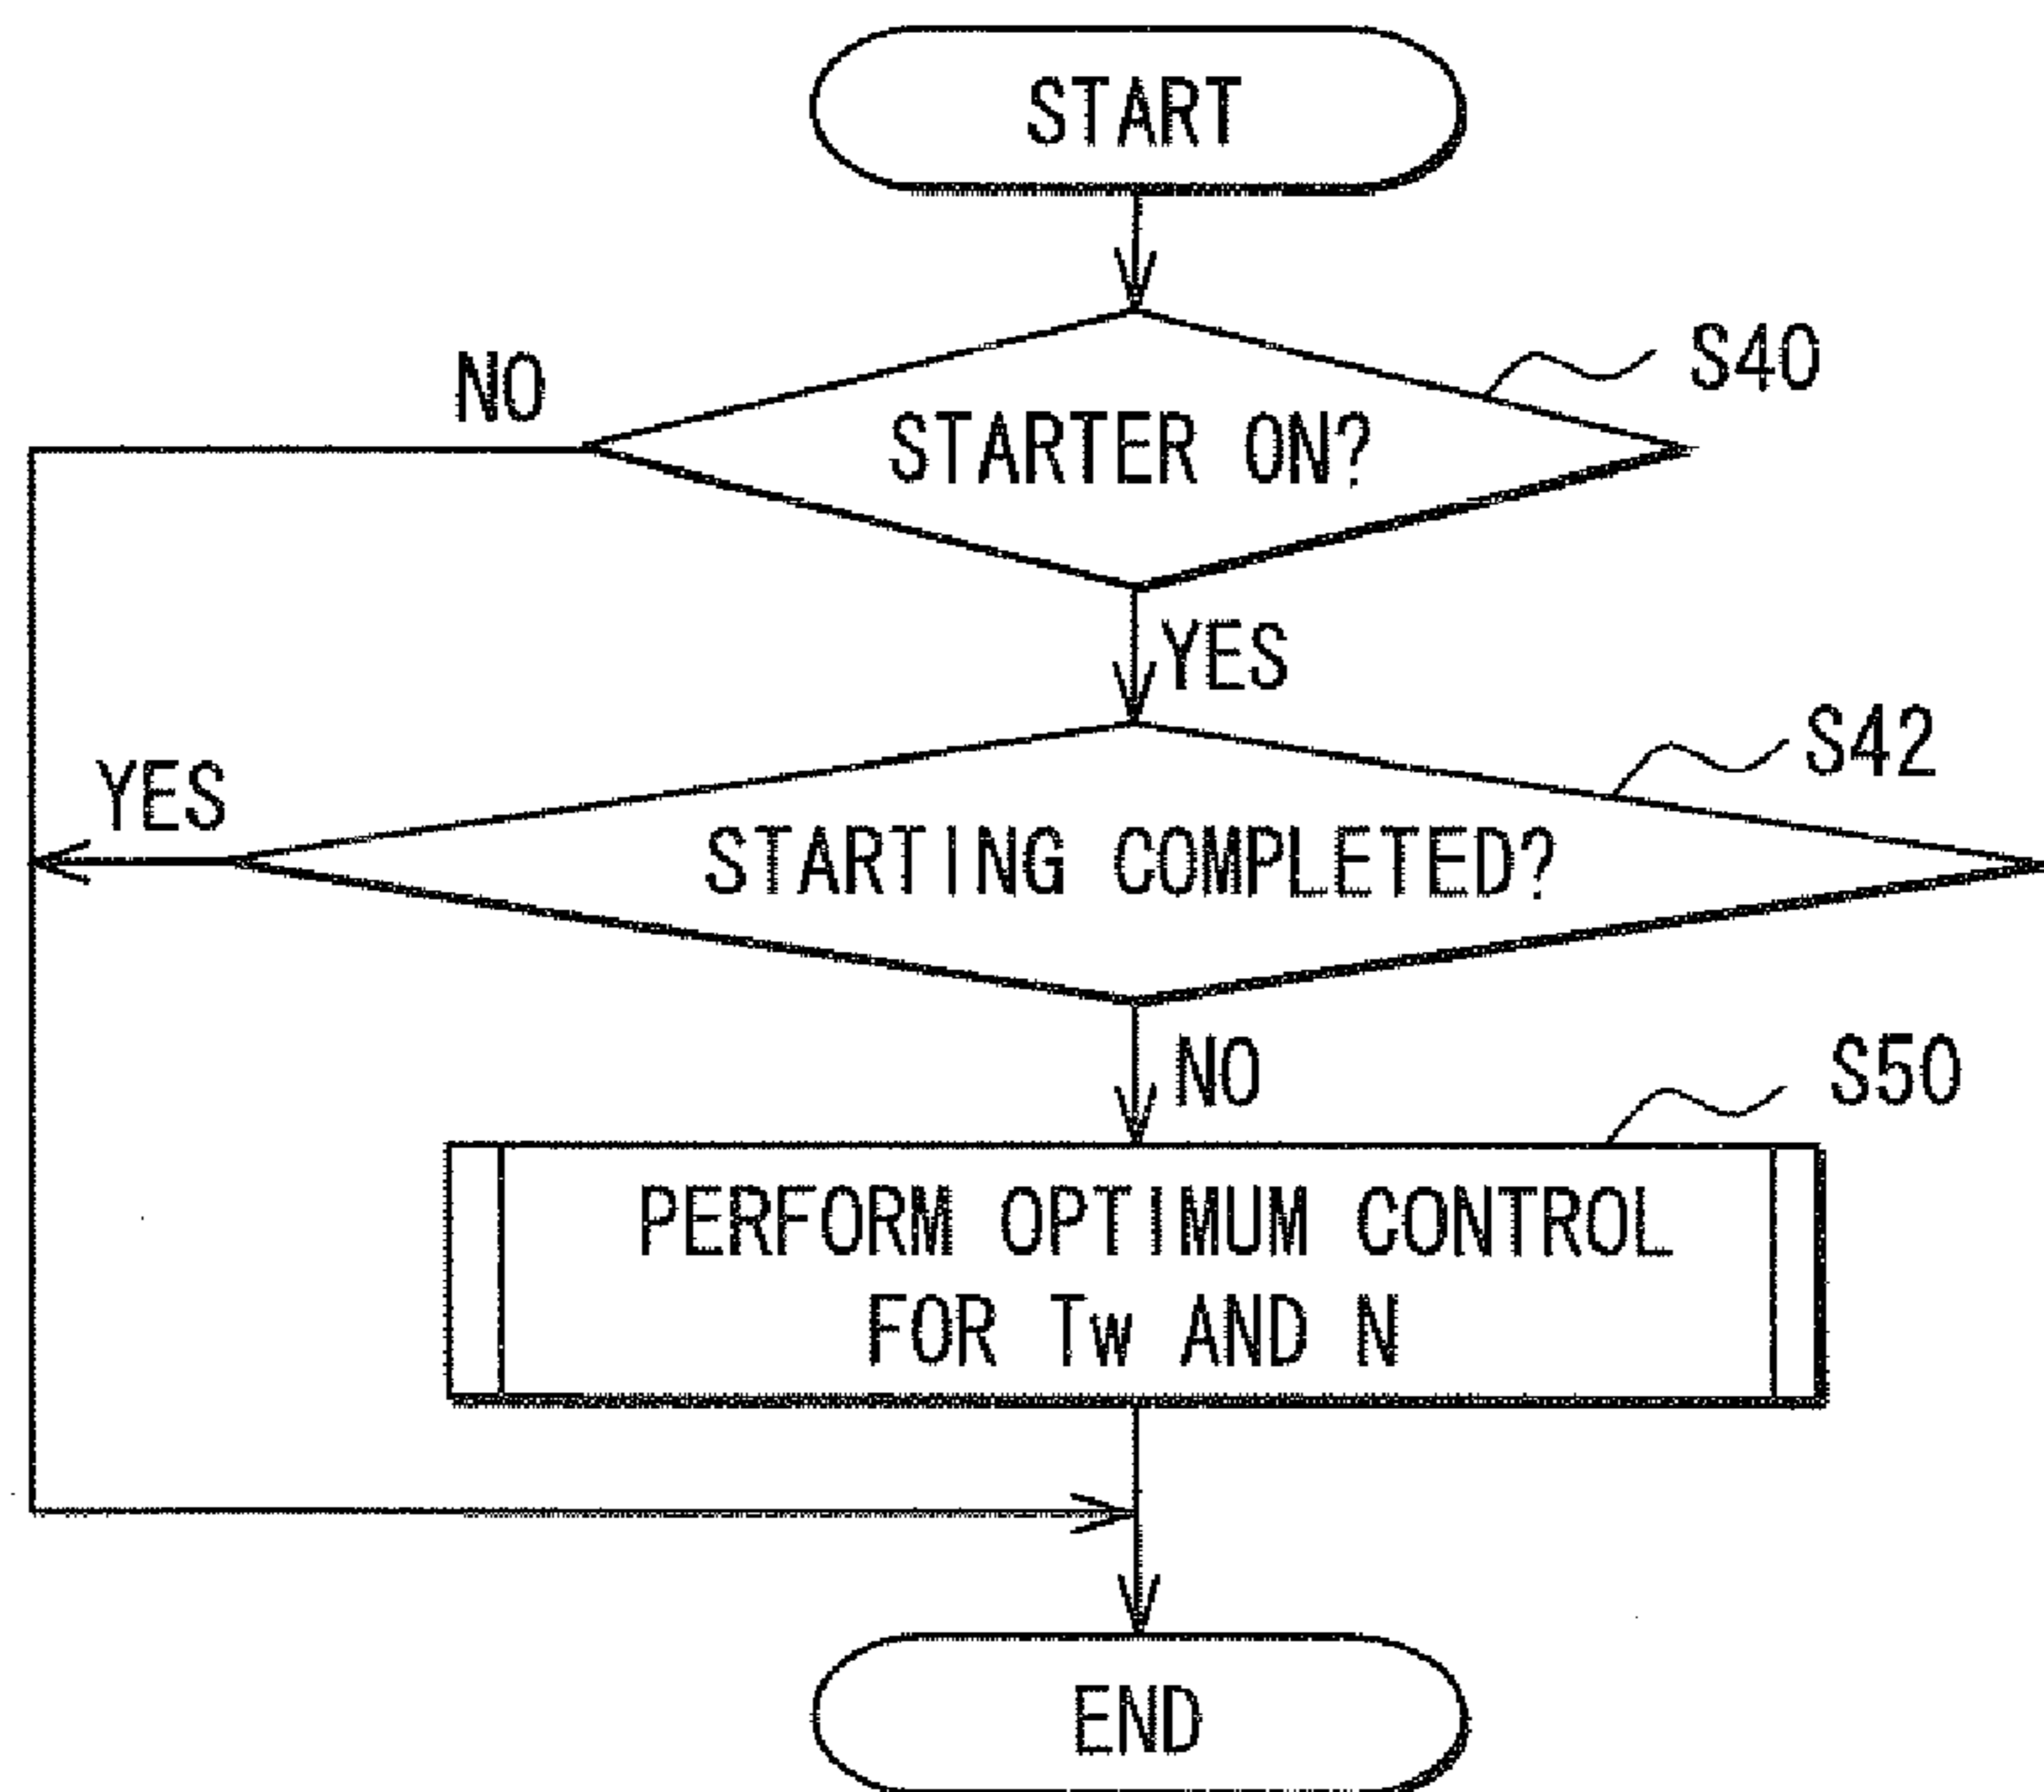 START
S40
NO
STARTER ON?
YES
S42
YES
STARTING COMPLETED?
NO
S50
PERFORM OPTIMUM CONTROL
FOR Tw AND N
END